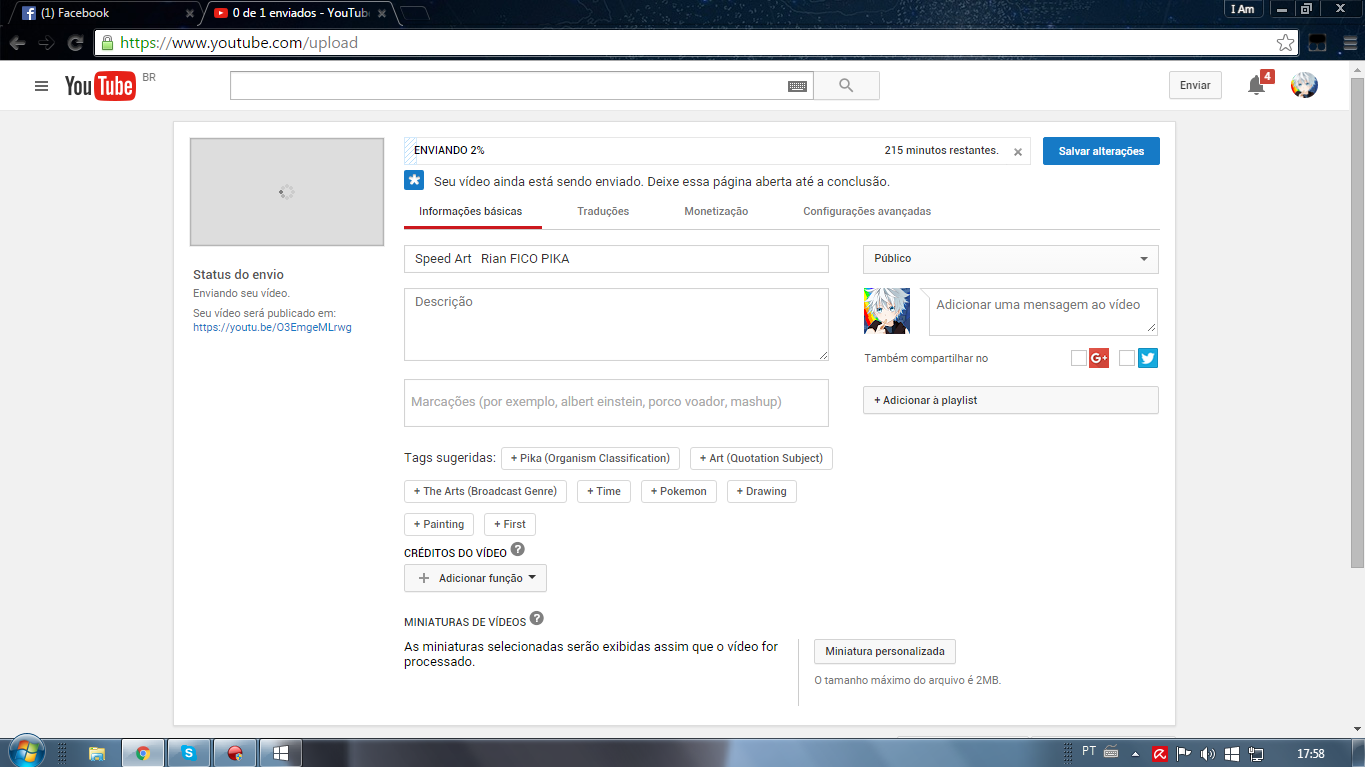 (1) Facebook
0 de 1 enviados - YouTub
I Am
https://www.youtube.com/upload
YouTube BR
Enviar
4
ENVIANDO 2%
215 minutos restantes.
Salvar alterações
Seu vídeo ainda está sendo enviado. Deixe essa página aberta até a conclusão.
Informações básicas
Traduções
Monetização
Configurações avançadas
Status do envio
Enviando seu vídeo.
Seu vídeo será publicado em:
https://youtu.be/O3EmgeMLrwg
Speed Art Rian FICO PIKA
Descrição
Marcações (por exemplo, albert einstein, porco voador, mashup)
Público
Adicionar uma mensagem ao vídeo
Também compartilhar no
G+
+ Adicionar à playlist
Tags sugeridas: + Pika (Organism Classification) + Art (Quotation Subject)
+ The Arts (Broadcast Genre) + Time + Pokemon + Drawing
+ Painting + First
CRÉDITOS DO VÍDEO ?
+ Adicionar função
MINIATURAS DE VÍDEOS ?
As miniaturas selecionadas serão exibidas assim que o vídeo for
processado.
Miniatura personalizada
O tamanho máximo do arquivo é 2MB.
PT
17:58